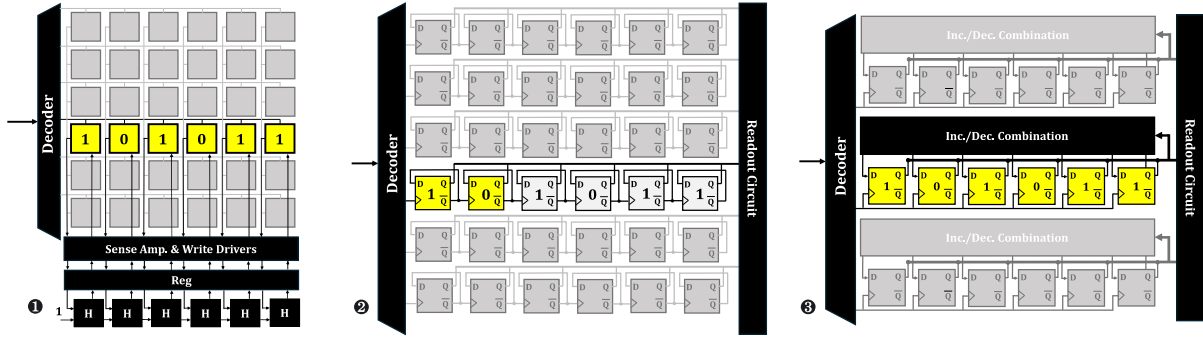 Decoder
1 0 1 0 1 1
Sense Amp. & Write Drivers
Reg
1 H H H H H H
❶
Decoder
D Q D Q D Q D Q D Q D Q
Q̅ Q̅ Q̅ Q̅ Q̅ Q̅
D Q D Q D Q D Q D Q D Q
Q̅ Q̅ Q̅ Q̅ Q̅ Q̅
D Q D Q D Q D Q D Q D Q
Q̅ Q̅ Q̅ Q̅ Q̅ Q̅
D Q D Q D Q D Q D Q D Q
1 Q̅ 0 Q̅ 1 Q̅ 0 Q̅ 1 Q̅ 1 Q̅
D Q D Q D Q D Q D Q D Q
Q̅ Q̅ Q̅ Q̅ Q̅ Q̅
D Q D Q D Q D Q D Q D Q
Q̅ Q̅ Q̅ Q̅ Q̅ Q̅
Readout Circuit
❷
Decoder
Inc./Dec. Combination
D Q D Q D Q D Q D Q D Q
Q̅ Q̅ Q̅ Q̅ Q̅ Q̅
Inc./Dec. Combination
D Q D Q D Q D Q D Q D Q
1 Q̅ 0 Q̅ 1 Q̅ 0 Q̅ 1 Q̅ 1 Q̅
Inc./Dec. Combination
D Q D Q D Q D Q D Q D Q
Q̅ Q̅ Q̅ Q̅ Q̅ Q̅
Readout Circuit
❸